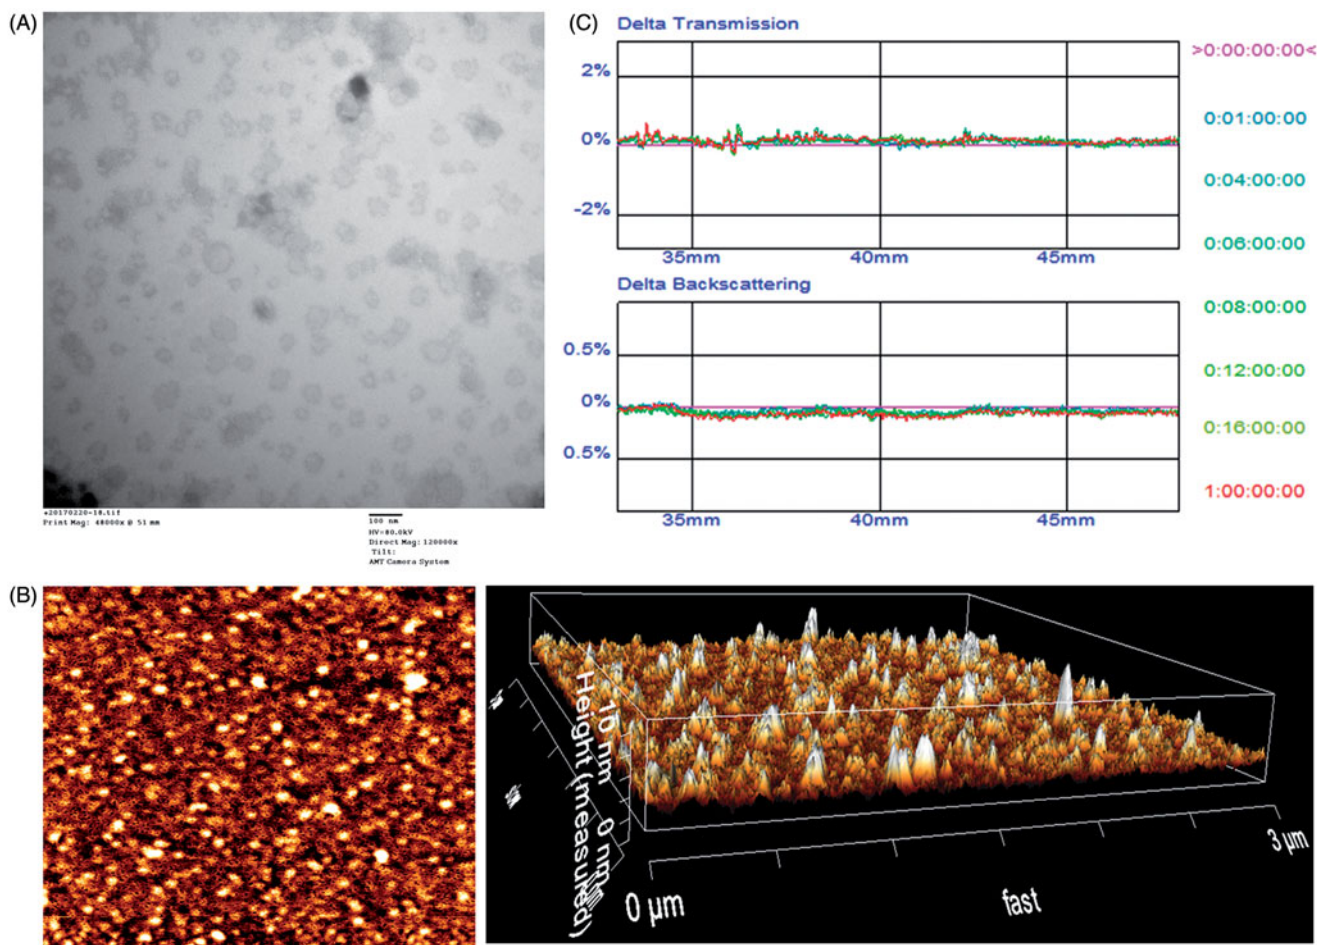 (A)
+20170220-18.tif
Print Mag: 48000x @ 51 mm
100 nm
HV=80.0kV
Direct Mag: 120000x
Tilt:
AMT Camera System
(C)
Delta Transmission
2%
0%
-2%
35mm 40mm 45mm
Delta Backscattering
0.5%
0%
0.5%
35mm 40mm 45mm
>0:00:00:00<
0:01:00:00
0:04:00:00
0:06:00:00
0:08:00:00
0:12:00:00
0:16:00:00
1:00:00:00
(B)
10 nm 0 nm
Height (measured)
0 µm
fast
3 µm